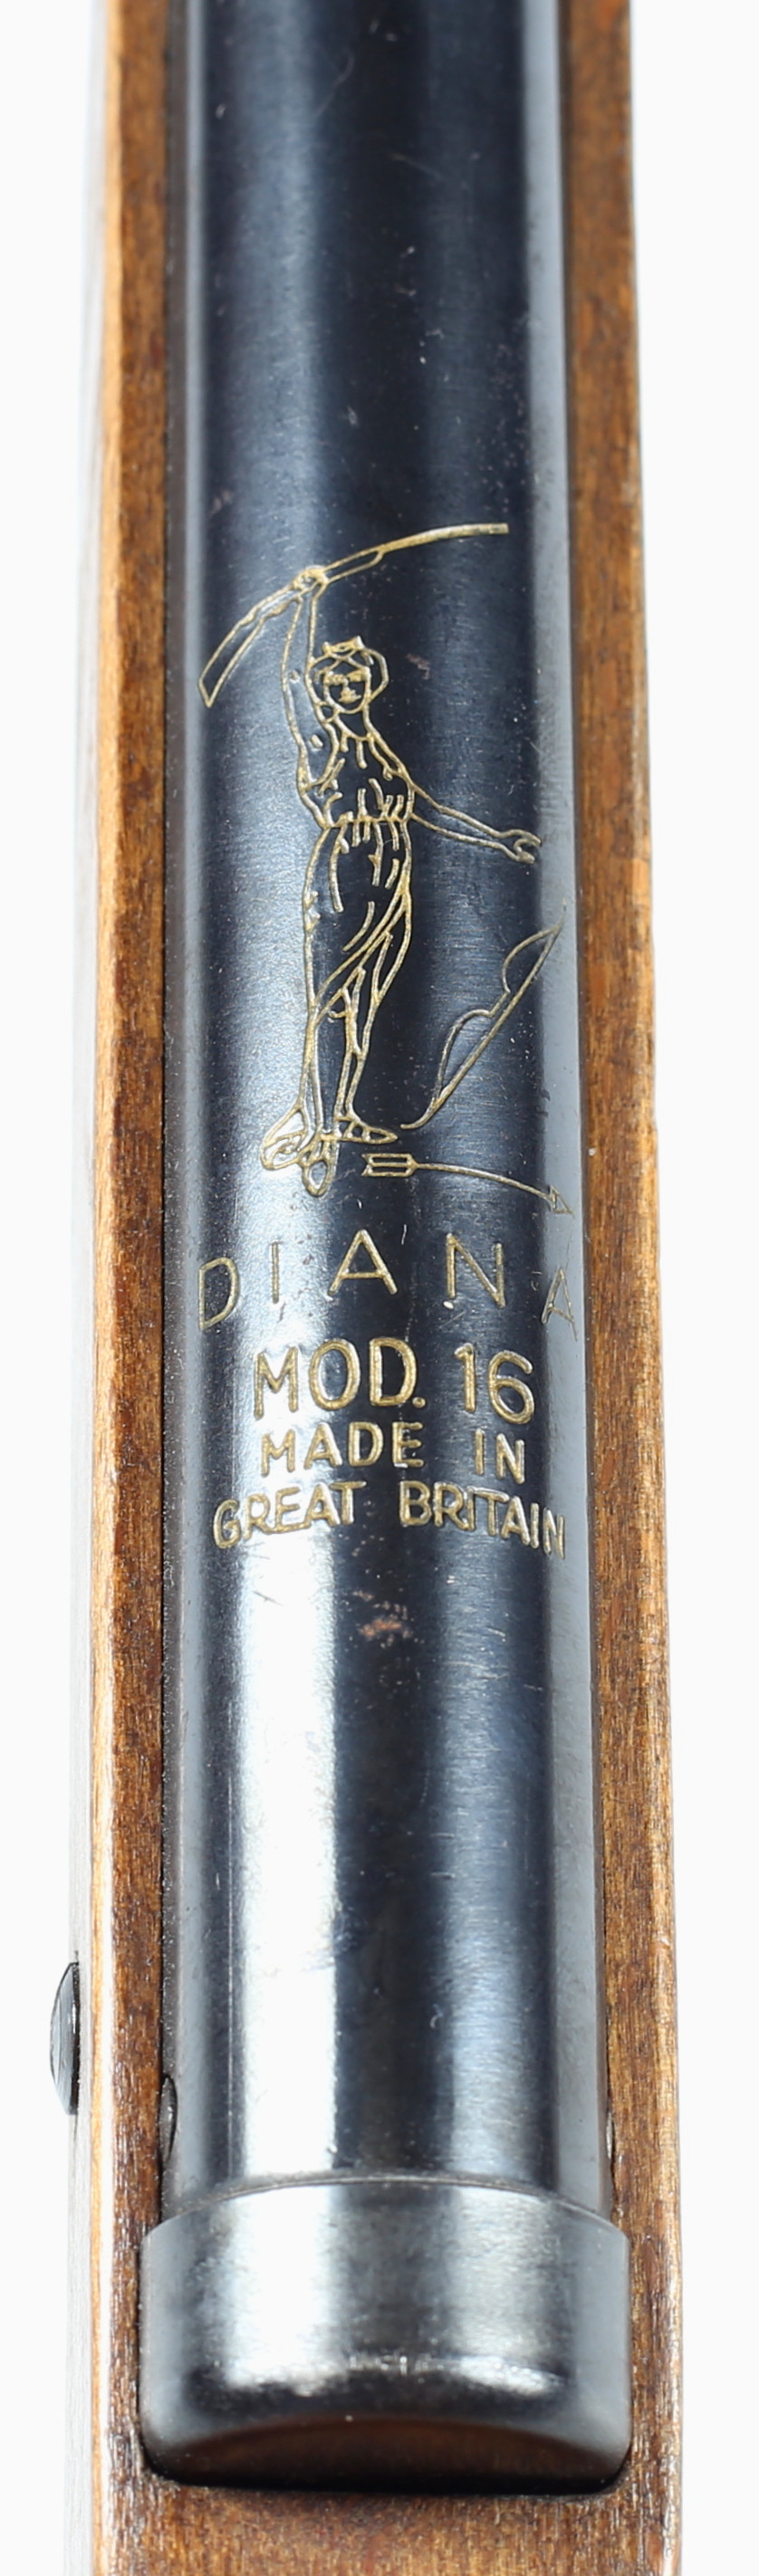 DIANA
MOD. 16
MADE IN
GREAT BRITAIN